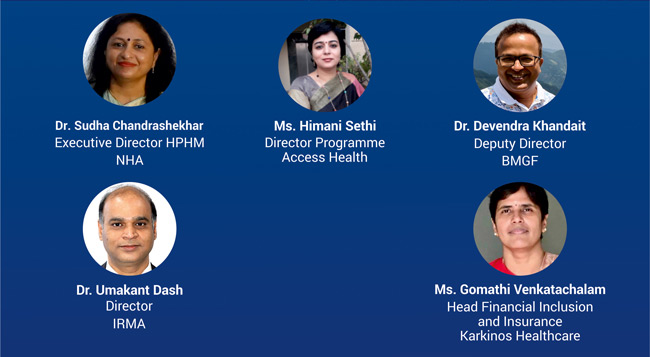 Dr. Sudha Chandrashekhar
Executive Director HPHM
NHA
Ms. Himani Sethi
Director Programme
Access Health
Dr. Devendra Khandait
Deputy Director
BMGF
Dr. Umakant Dash
Director
IRMA
Ms. Gomathi Venkatachalam
Head Financial Inclusion
and Insurance
Karkinos Healthcare